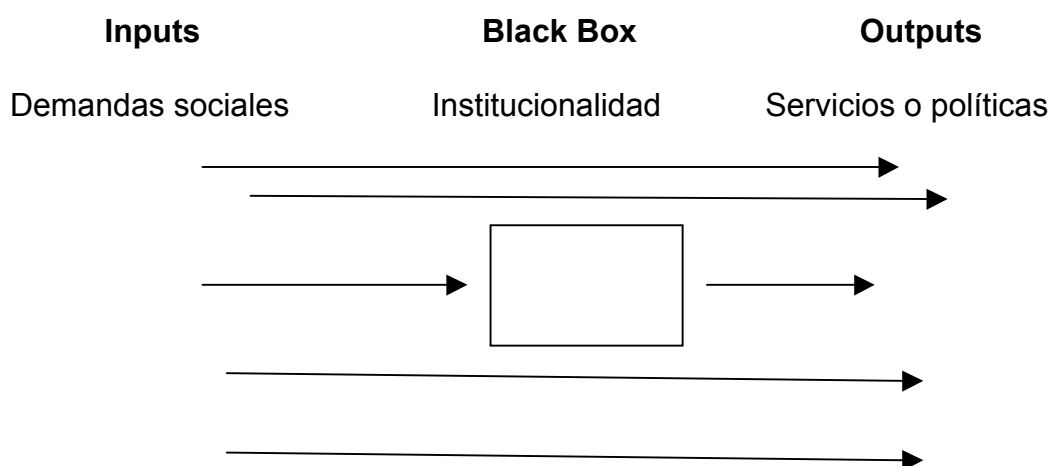 Inputs Black Box Outputs
Demandas sociales Institucionalidad Servicios o políticas